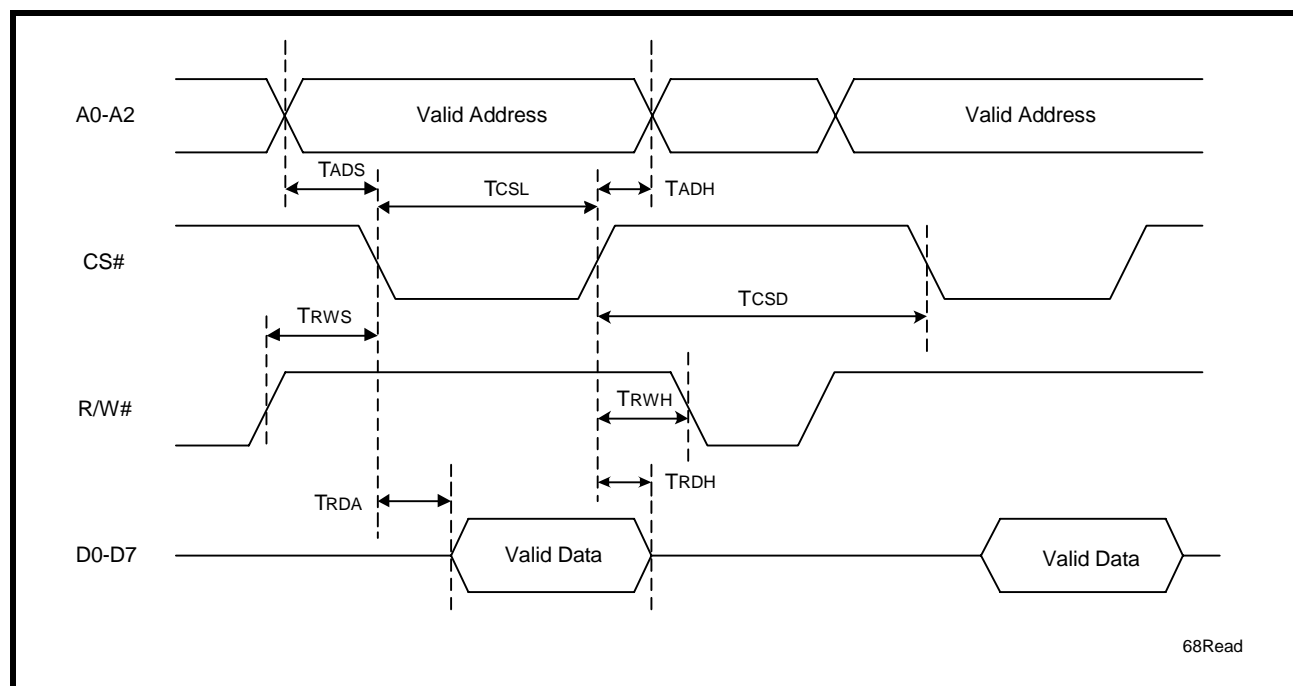 A0-A2
Valid Address
Valid Address
TADS
TCSL
TADH
CS#
TCSD
TRWS
R/W#
TRWH
TRDH
TRDA
D0-D7
Valid Data
Valid Data
68Read